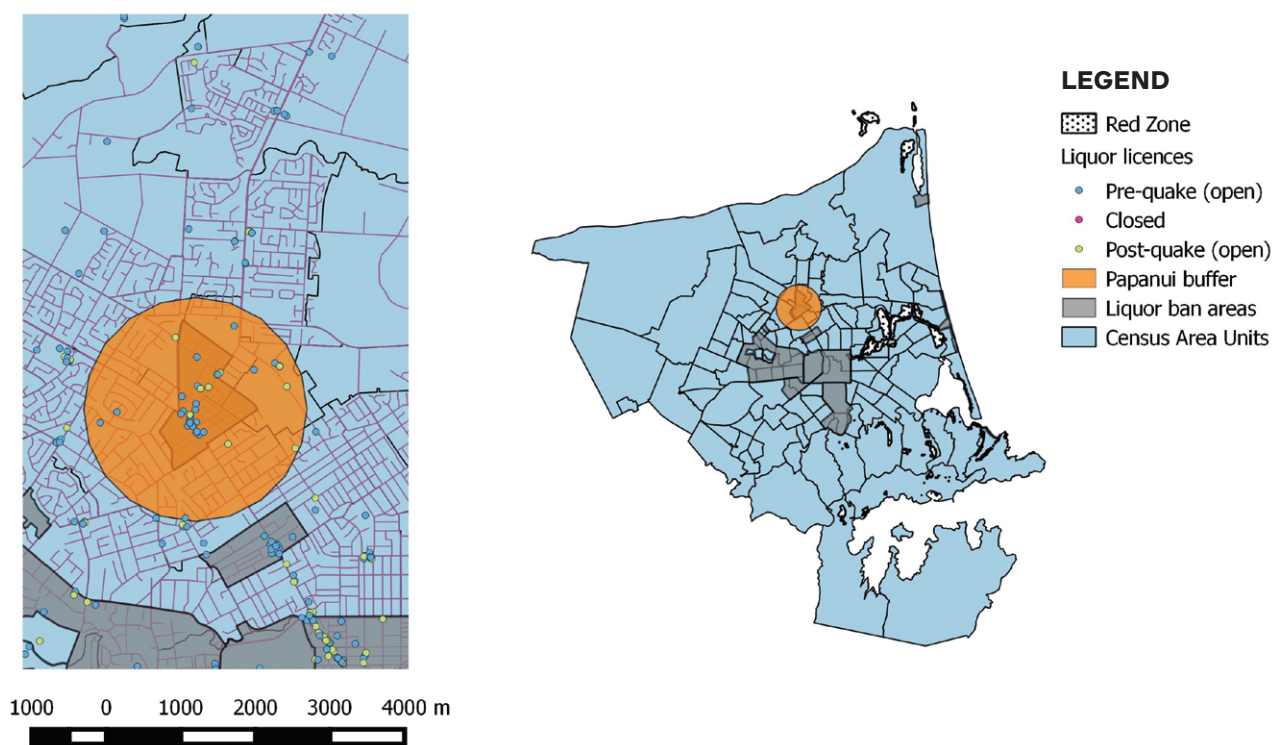 LEGEND
Red Zone
Liquor licences
Pre-quake (open)
Closed
Post-quake (open)
Papanui buffer
Liquor ban areas
Census Area Units
1000 0 1000 2000 3000 4000 m